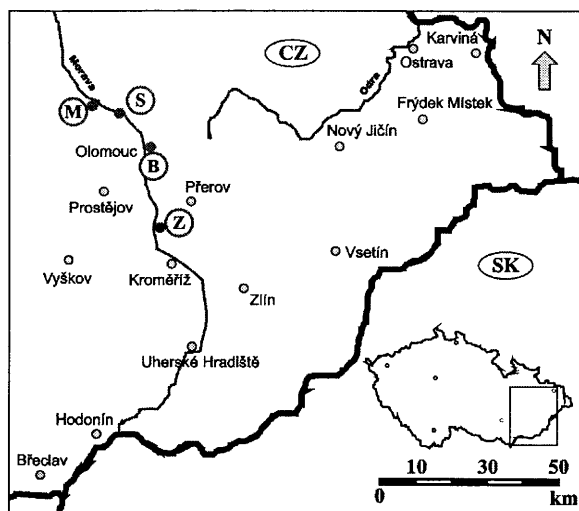 Karviná
N
CZ
Ostrava
Morava
Odra
S
M
Frýdek Místek
Nový Jičín
Olomouc
B
Přerov
Prostějov
Z
Vsetín
SK
Vyškov
Kroměříž
Zlín
Uherské Hradiště
Hodonín
Břeclav
10 30 50
0 km